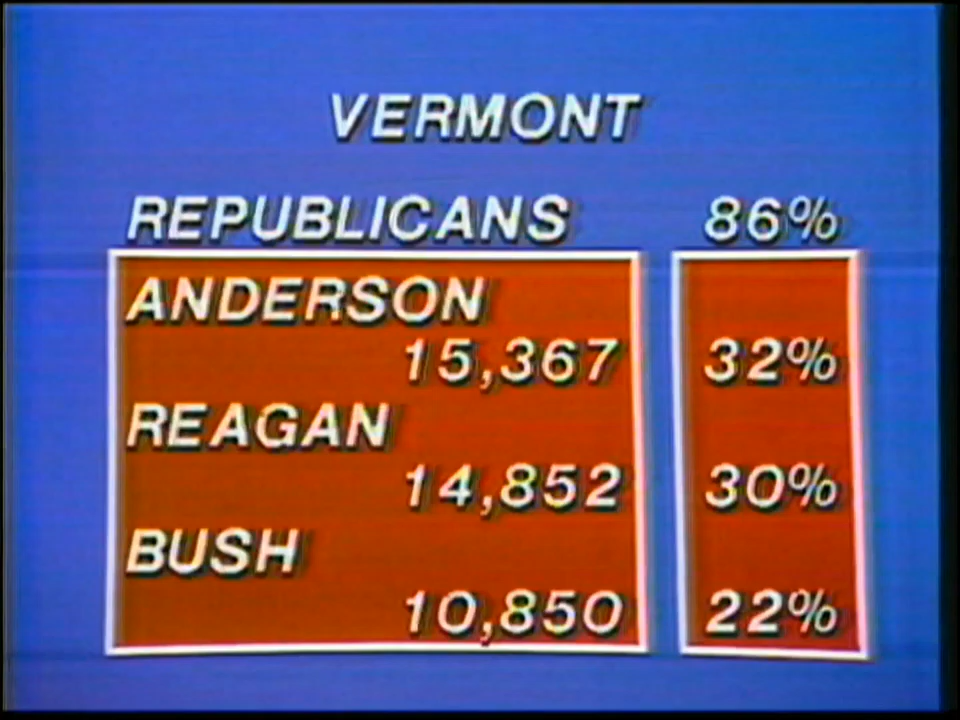 VERMONT
REPUBLICANS 86%
ANDERSON
15,367 32%
REAGAN
14,852 30%
BUSH
10,850 22%